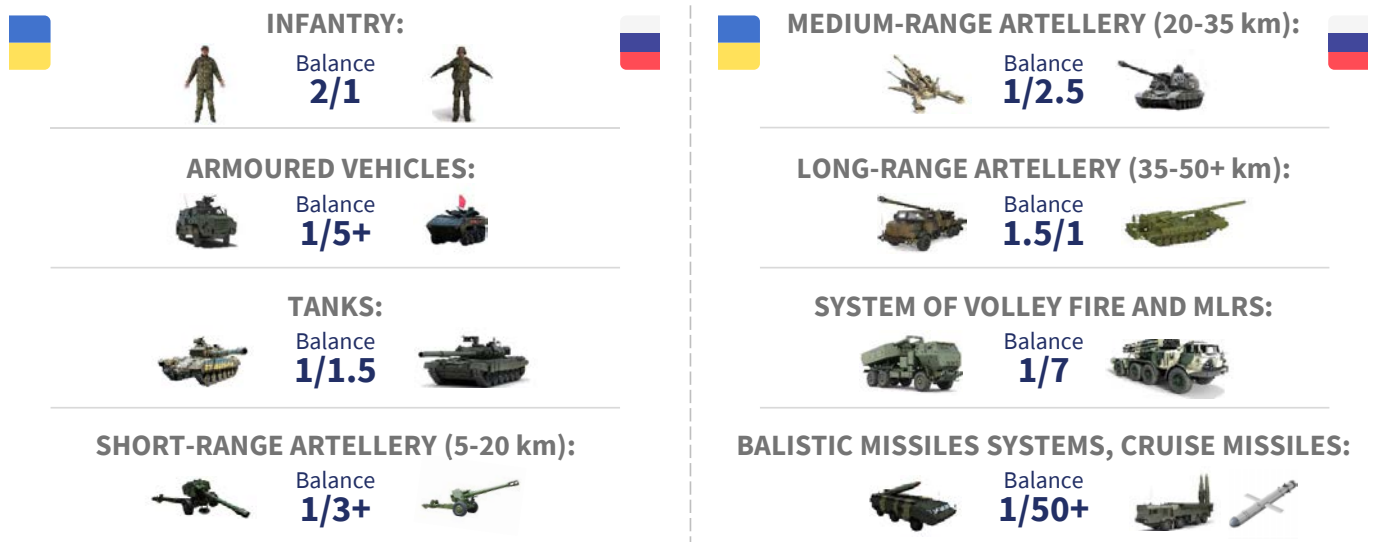 INFANTRY:
Balance
2/1
ARMOURED VEHICLES:
Balance
1/5+
TANKS:
Balance
1/1.5
SHORT-RANGE ARTELLERY (5-20 km):
Balance
1/3+
MEDIUM-RANGE ARTELLERY (20-35 km):
Balance
1/2.5
LONG-RANGE ARTELLERY (35-50+ km):
Balance
1.5/1
SYSTEM OF VOLLEY FIRE AND MLRS:
Balance
1/7
BALISTIC MISSILES SYSTEMS, CRUISE MISSILES:
Balance
1/50+